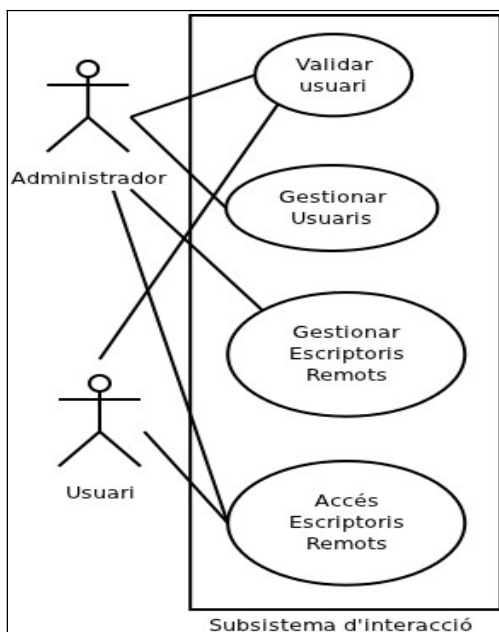 Validar
usuari
Administrador
Gestionar
Usuaris
Gestionar
Escriptoris
Remots
Usuari
Accés
Escriptoris
Remots
Subsistema d'interacció